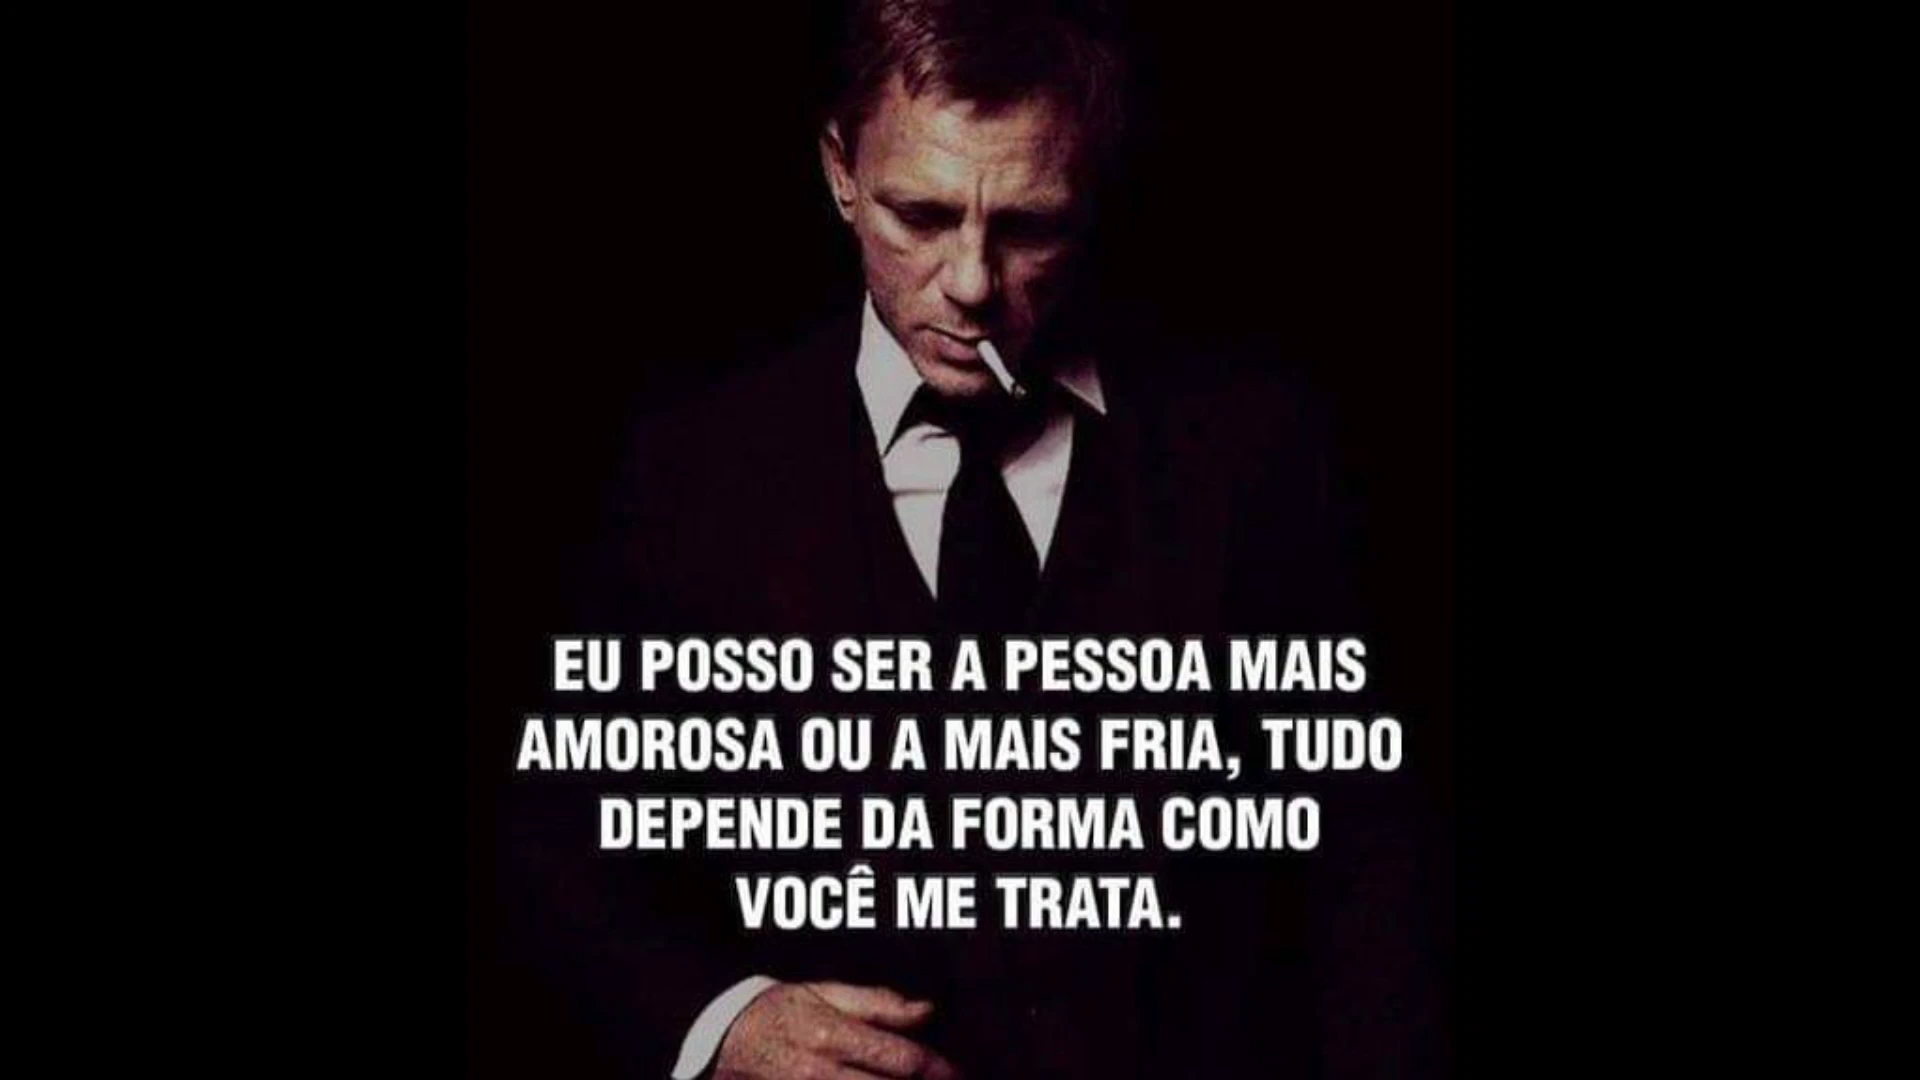 EU POSSO SER A PESSOA MAIS
AMOROSA OU A MAIS FRIA, TUDO
DEPENDE DA FORMA COMO
VOCÊ ME TRATA.